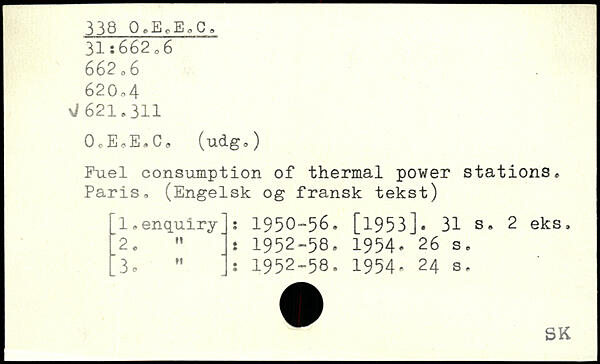 338 O.E.E.C.
31:662.6
662.6
620.4
√621.311
O.E.E.C. (udg.)
Fuel consumption of thermal power stations.
Paris. (Engelsk og fransk tekst)
[1.enquiry]: 1950-56. [1953]. 31 s. 2 eks.
[2. " ]: 1952-58. 1954. 26 s.
[3. " ]: 1952-58. 1954. 24 s.
SK